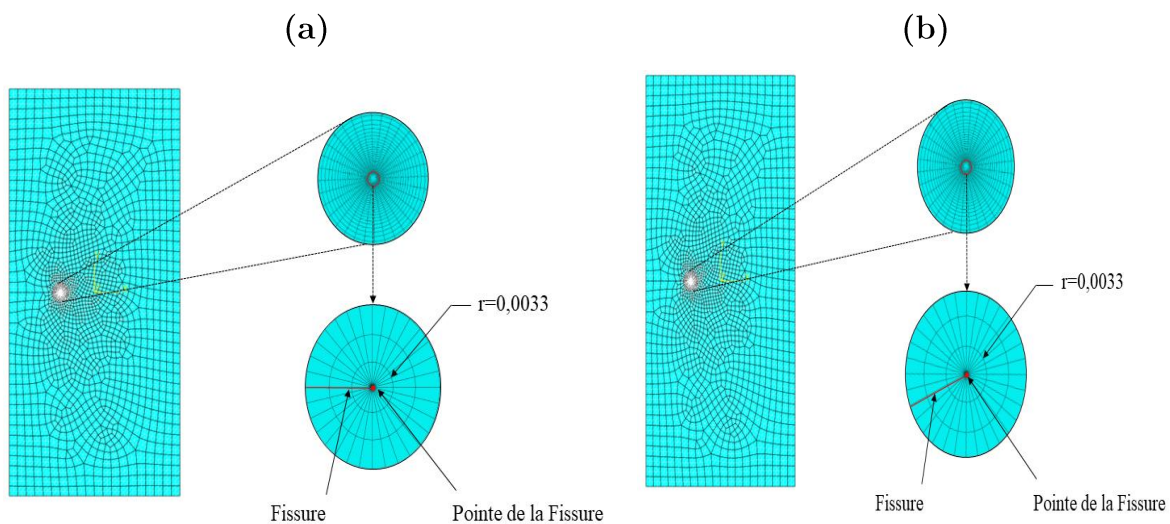 (a)
(b)
r=0,0033
r=0,0033
Fissure
Pointe de la Fissure
Fissure
Pointe de la Fissure